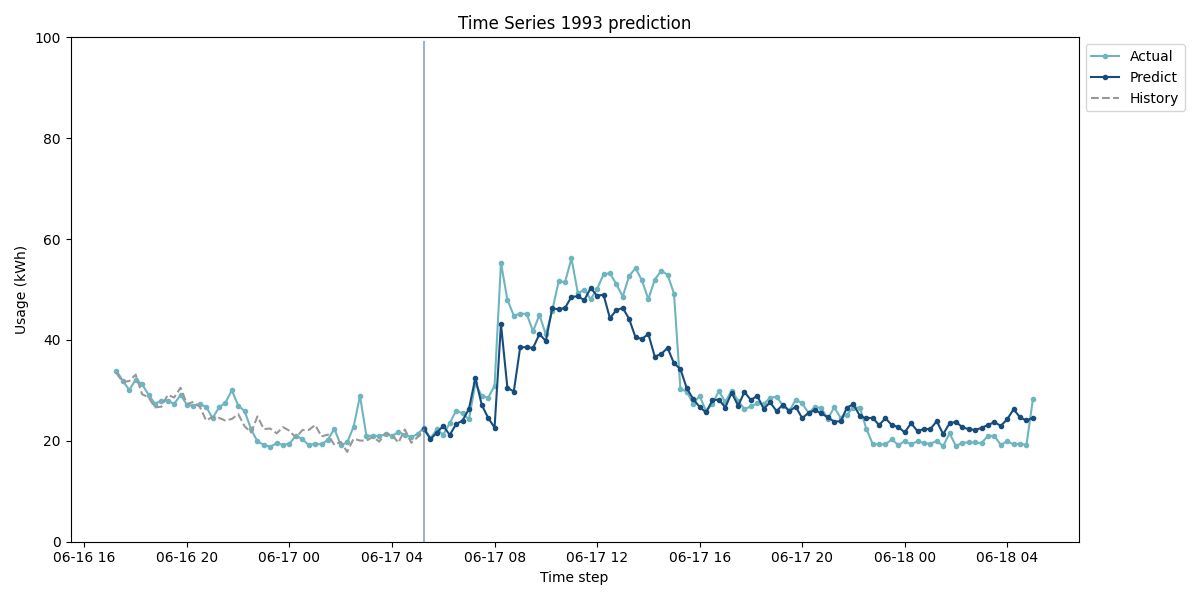 Time Series 1993 prediction
100
80
60
40
20
0
Usage (kWh)
06-16 16
06-16 20
06-17 00
06-17 04
06-17 08
06-17 12
06-17 16
06-17 20
06-18 00
06-18 04
Time step
Actual
Predict
History